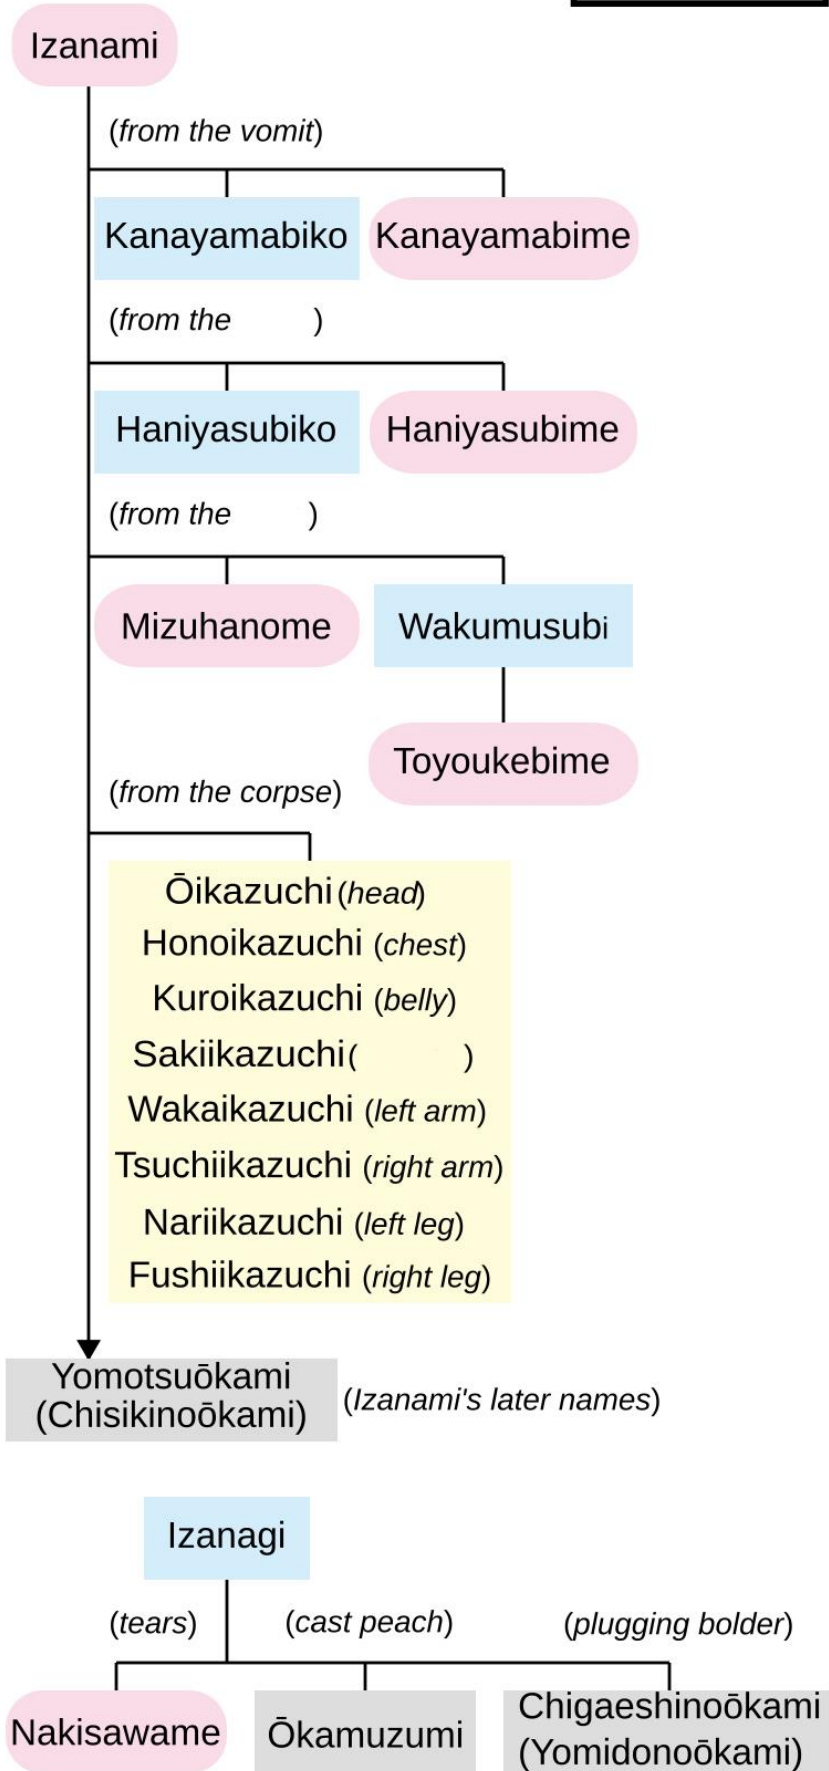 Izanami
(from the vomit)
Kanayamabiko Kanayamabime
(from the )
Haniyasubiko Haniyasubime
(from the )
Mizuhanome Wakumusubi
Toyoukebime
(from the corpse)
Ōikazuchi (head)
Honoikazuchi (chest)
Kuroikazuchi (belly)
Sakiikazuchi( )
Wakaikazuchi (left arm)
Tsuchiikazuchi (right arm)
Nariikazuchi (left leg)
Fushiikazuchi (right leg)
Yomotsuōkami
(Chisikinoōkami)
(Izanami's later names)
Izanagi
(tears) (cast peach) (plugging bolder)
Nakisawame Ōkamuzumi Chigaeshinoōkami
(Yomidonoōkami)